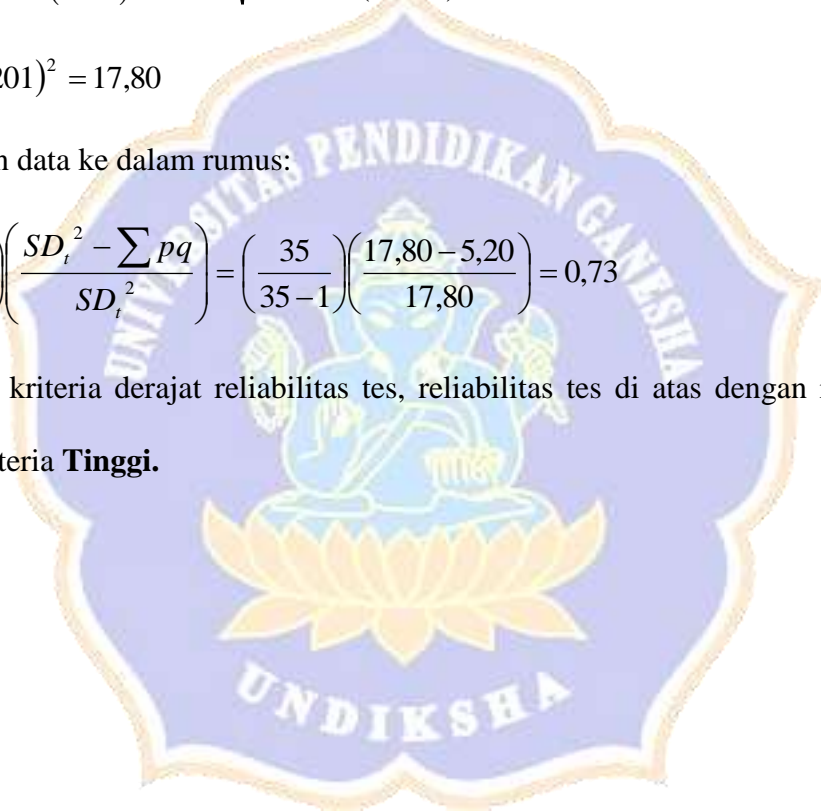 201)² = 17,80
n data ke dalam rumus:
)((SD_t² − ∑ pq) / SD_t²) = (35 / (35 − 1))((17,80 − 5,20) / 17,80) = 0,73
kriteria derajat reliabilitas tes, reliabilitas tes di atas dengan
teria Tinggi.
UNIVERSITAS PENDIDIKAN GANESHA
UNDIKSHA